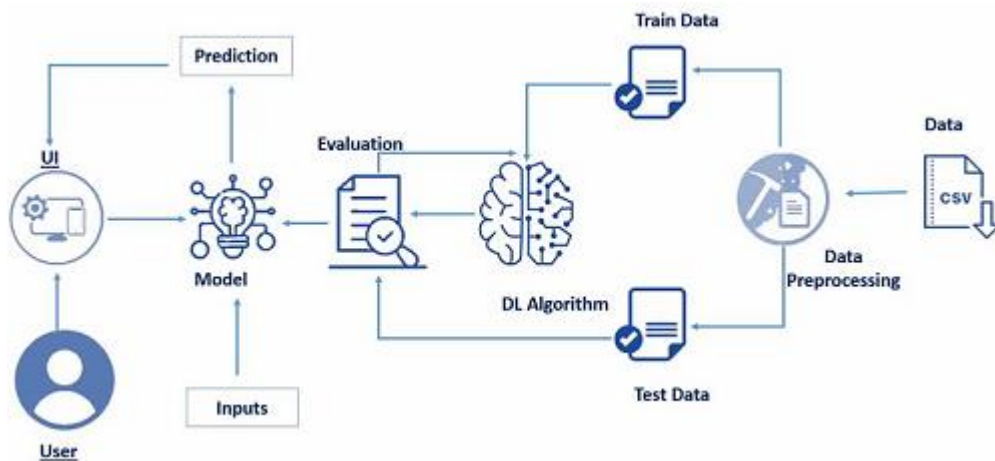 Train Data
Prediction
Data
Evaluation
UI
CSV
Model
Data
Preprocessing
DL Algorithm
Inputs
Test Data
User